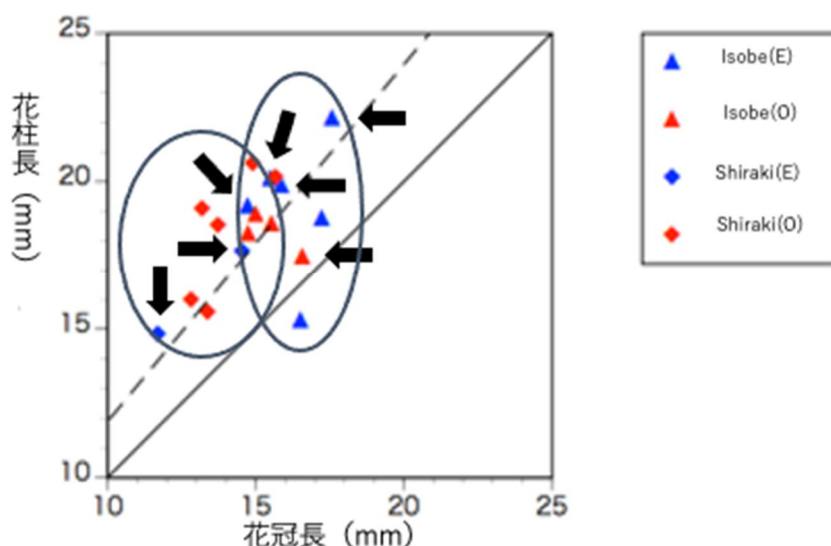 25
20
15
10
10
15
20
25
花柱長（mm）
花冠長（mm）
Isobe(E)
Isobe(O)
Shiraki(E)
Shiraki(O)